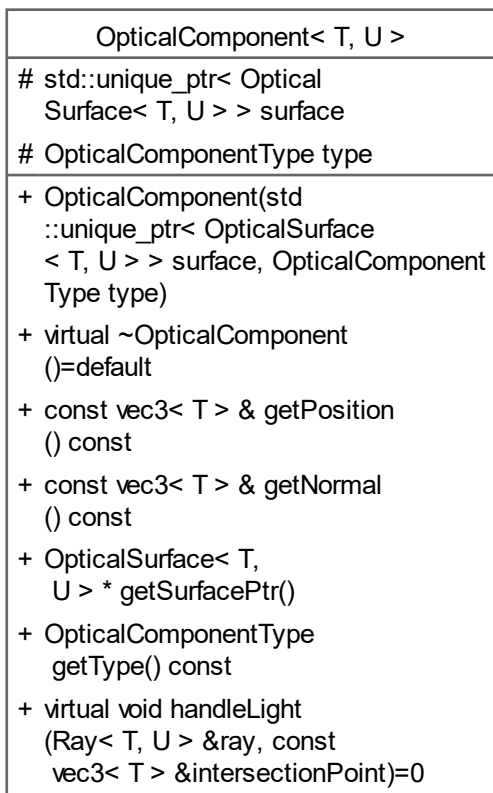 OpticalComponent< T, U >
# std::unique_ptr< Optical
Surface< T, U > > surface
# OpticalComponentType type
+ OpticalComponent(std
::unique_ptr< OpticalSurface
< T, U > > surface, OpticalComponent
Type type)
+ virtual ~OpticalComponent
()=default
+ const vec3< T > & getPosition
() const
+ const vec3< T > & getNormal
() const
+ OpticalSurface< T,
U > * getSurfacePtr()
+ OpticalComponentType
getType() const
+ virtual void handleLight
(Ray< T, U > &ray, const
vec3< T > &intersectionPoint)=0